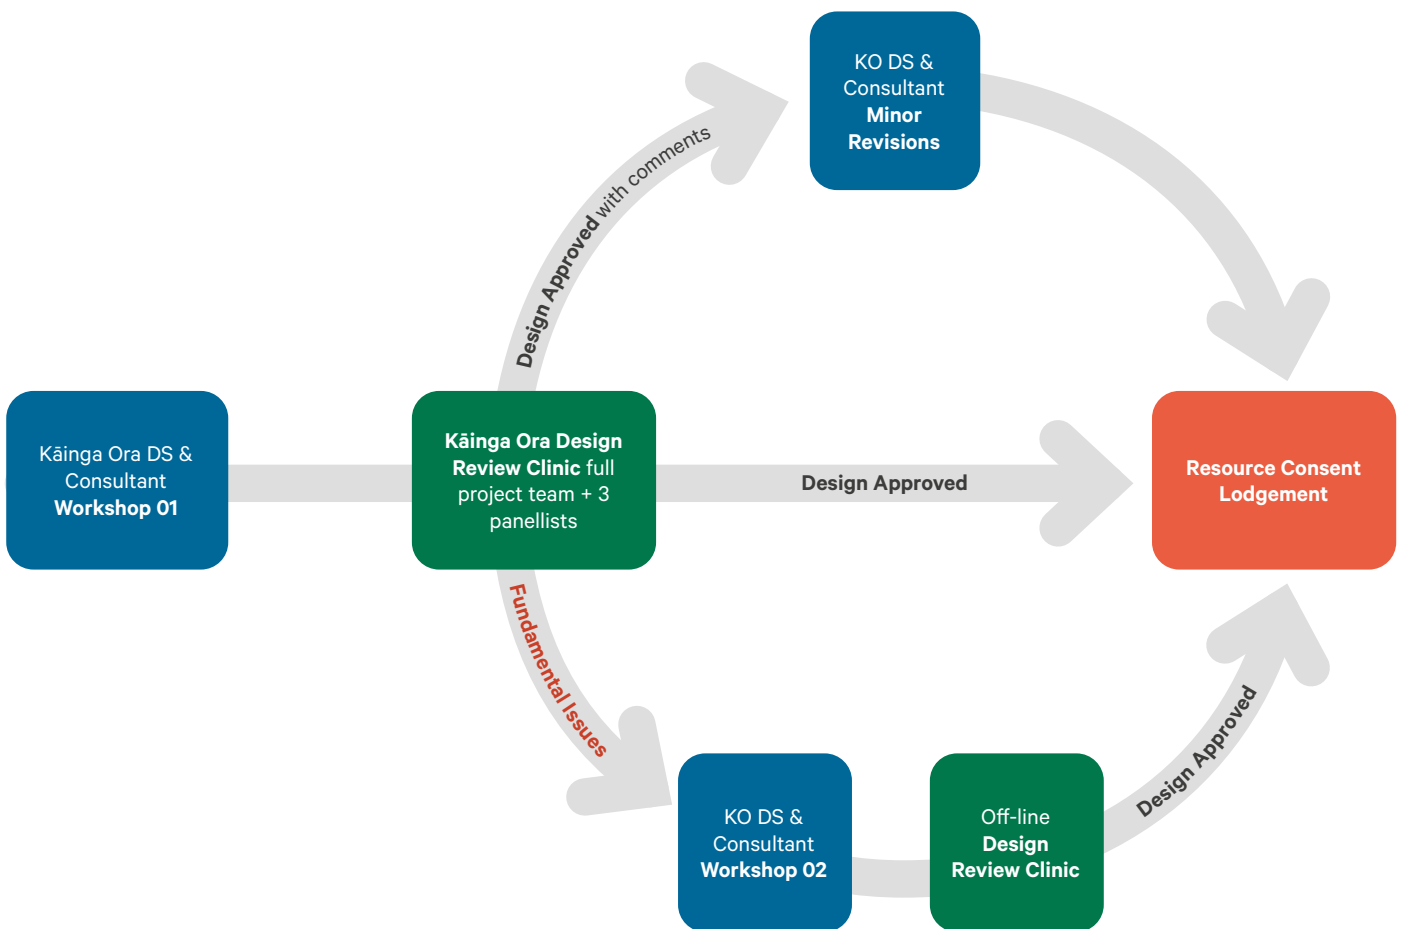 KO DS &
Consultant
Minor
Revisions
Design Approved with comments
Kāinga Ora DS &
Consultant
Workshop 01
Kāinga Ora Design
Review Clinic full
project team + 3
panellists
Design Approved
Resource Consent
Lodgement
Fundamental Issues
KO DS &
Consultant
Workshop 02
Off-line
Design
Review Clinic
Design Approved